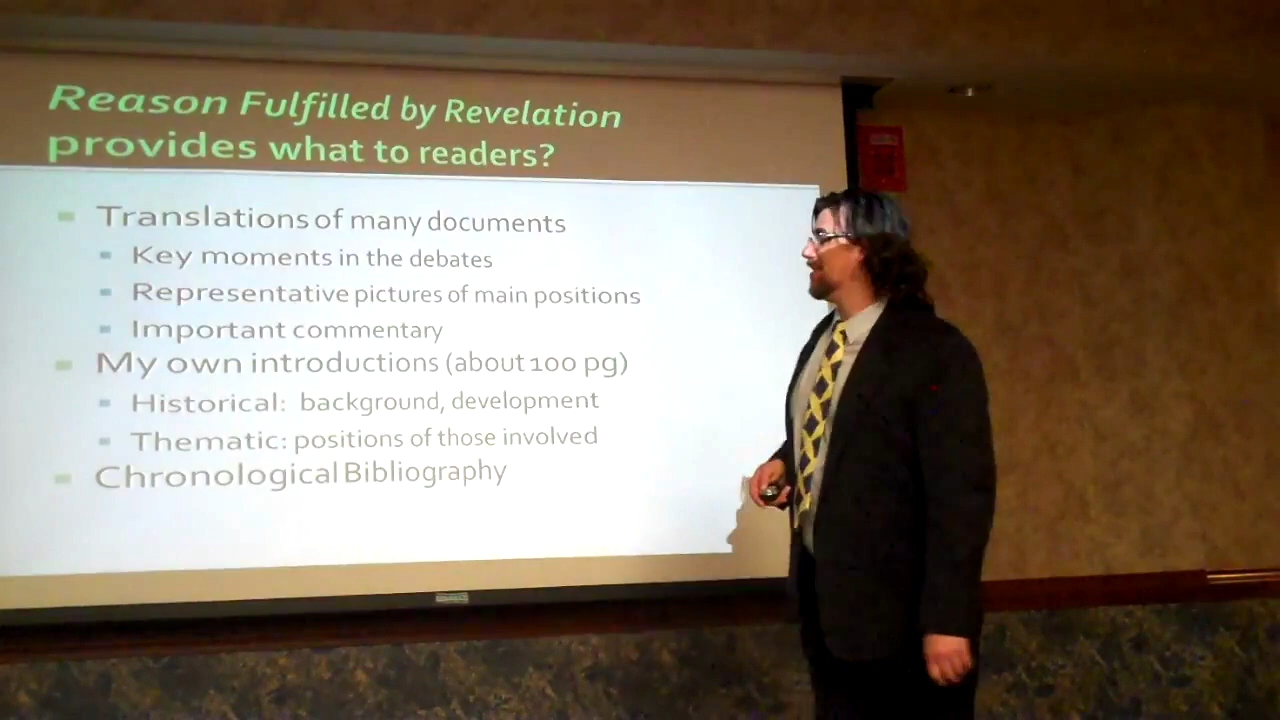 Reason Fulfilled by Revelation
provides what to readers?
Translations of many documents
Key moments in the debates
Representative pictures of main positions
Important commentary
My own introductions (about 100 pg)
Historical: background, development
Thematic: positions of those involved
Chronological Bibliography